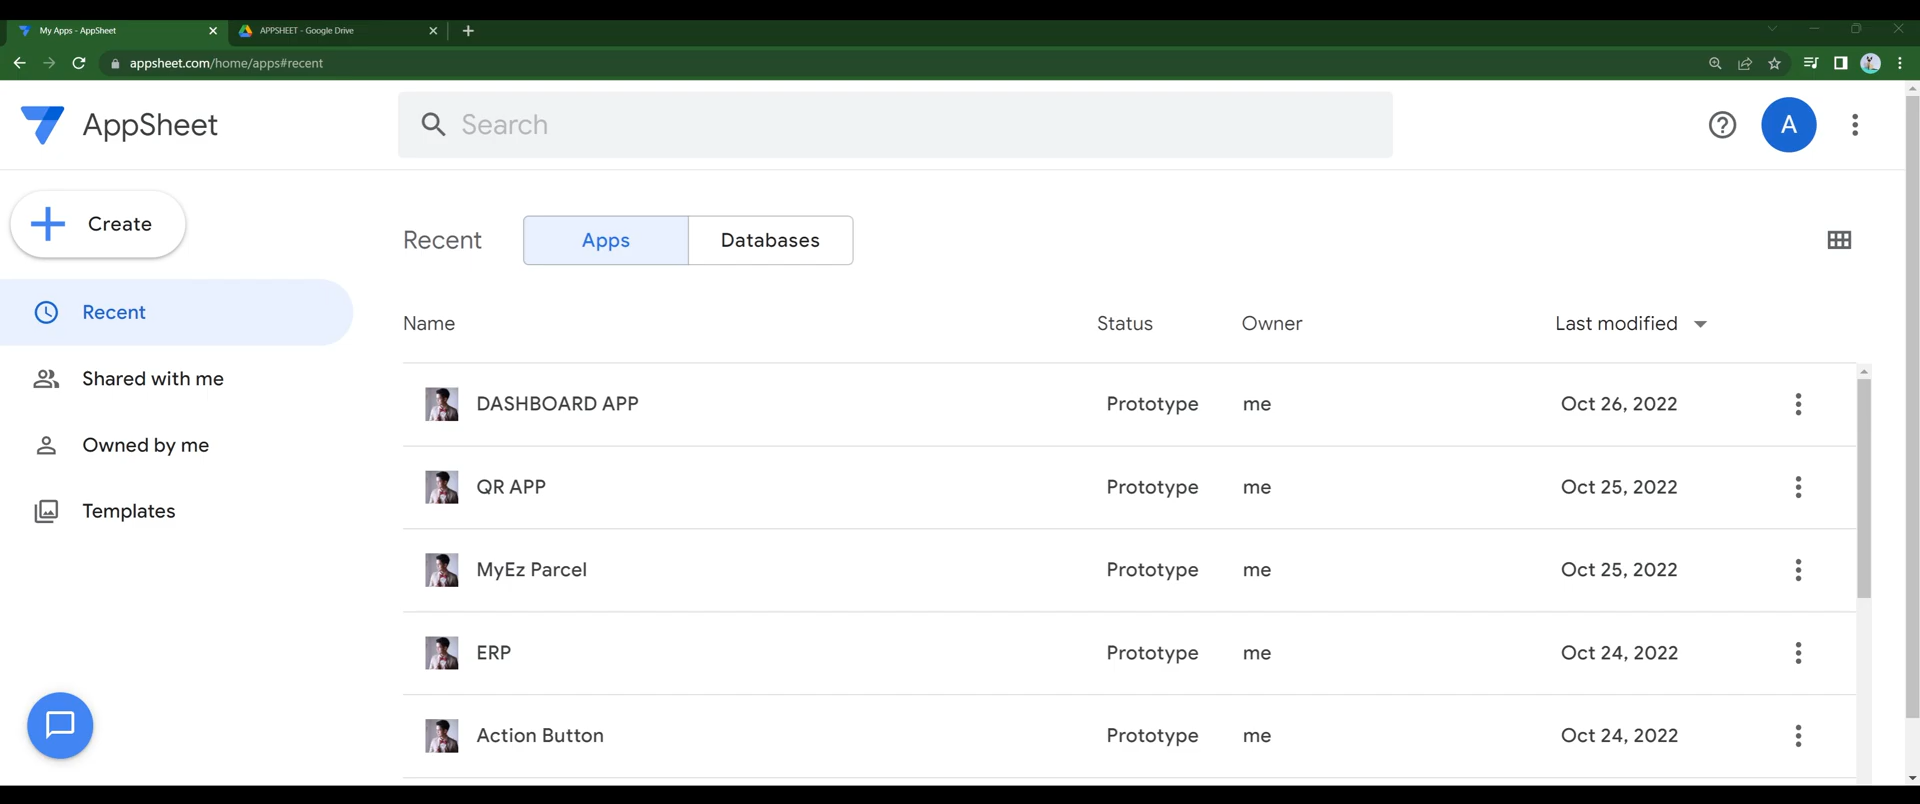 My Apps - AppSheet
APPSHEET - Google Drive
appsheet.com/home/apps#recent
AppSheet
Search
A
Create
Recent
Apps
Databases
Recent
Shared with me
Owned by me
Templates
Name Status Owner Last modified
DASHBOARD APP Prototype me Oct 26, 2022
QR APP Prototype me Oct 25, 2022
MyEz Parcel Prototype me Oct 25, 2022
ERP Prototype me Oct 24, 2022
Action Button Prototype me Oct 24, 2022